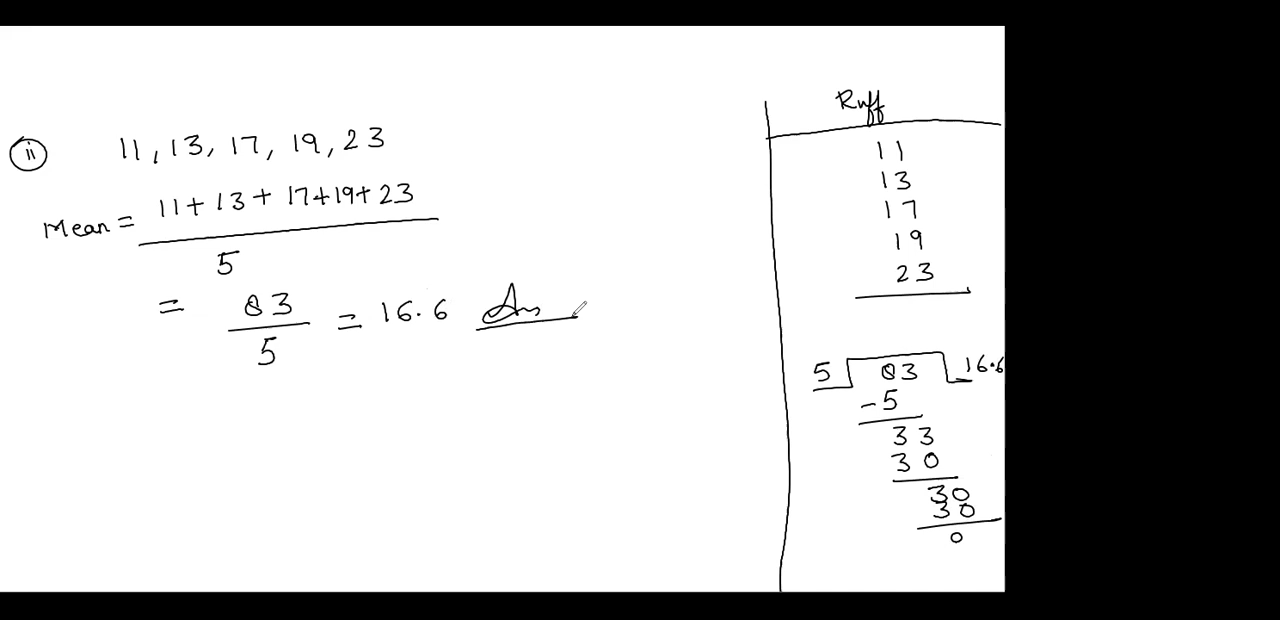 ii 11, 13, 17, 19, 23
Mean = 11 + 13 + 17 + 19 + 23
5
= 83
5
= 16.6 Ans
Ruff
11
13
17
19
23
5 83 16.6
-5
33
30
30
30
0